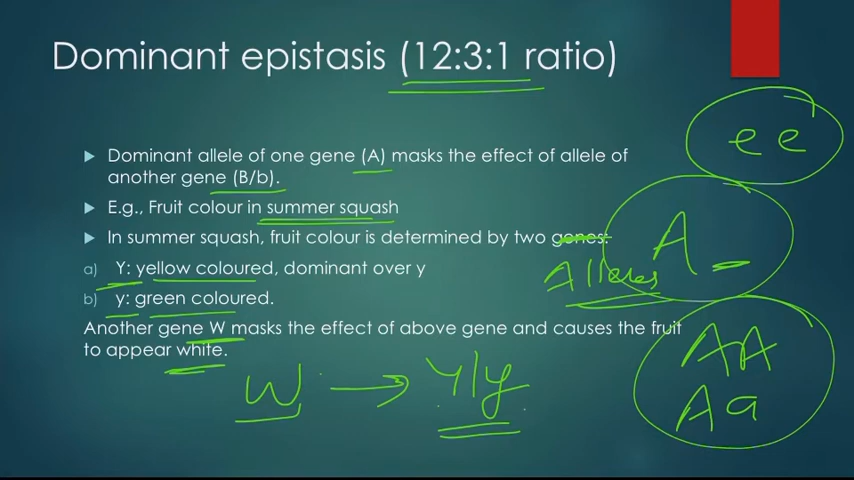 Dominant epistasis (12:3:1 ratio)
Dominant allele of one gene (A) masks the effect of allele of
another gene (B/b).
E.g., Fruit colour in summer squash
In summer squash, fruit colour is determined by two genes:
a) Y: yellow coloured, dominant over y
b) y: green coloured.
Another gene W masks the effect of above gene and causes the fruit
to appear white.
ee
A_
Alleles
AA
Aa
W → Y/y